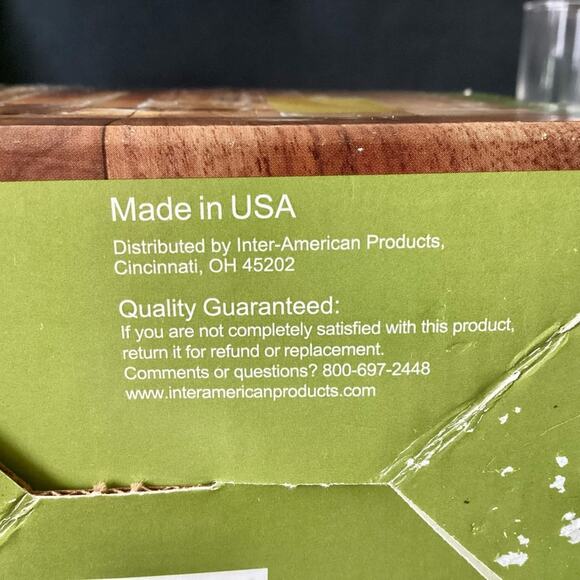 Made in USA
Distributed by Inter-American Products,
Cincinnati, OH 45202
Quality Guaranteed:
If you are not completely satisfied with this product,
return it for refund or replacement.
Comments or questions? 800-697-2448
www.interamericanproducts.com